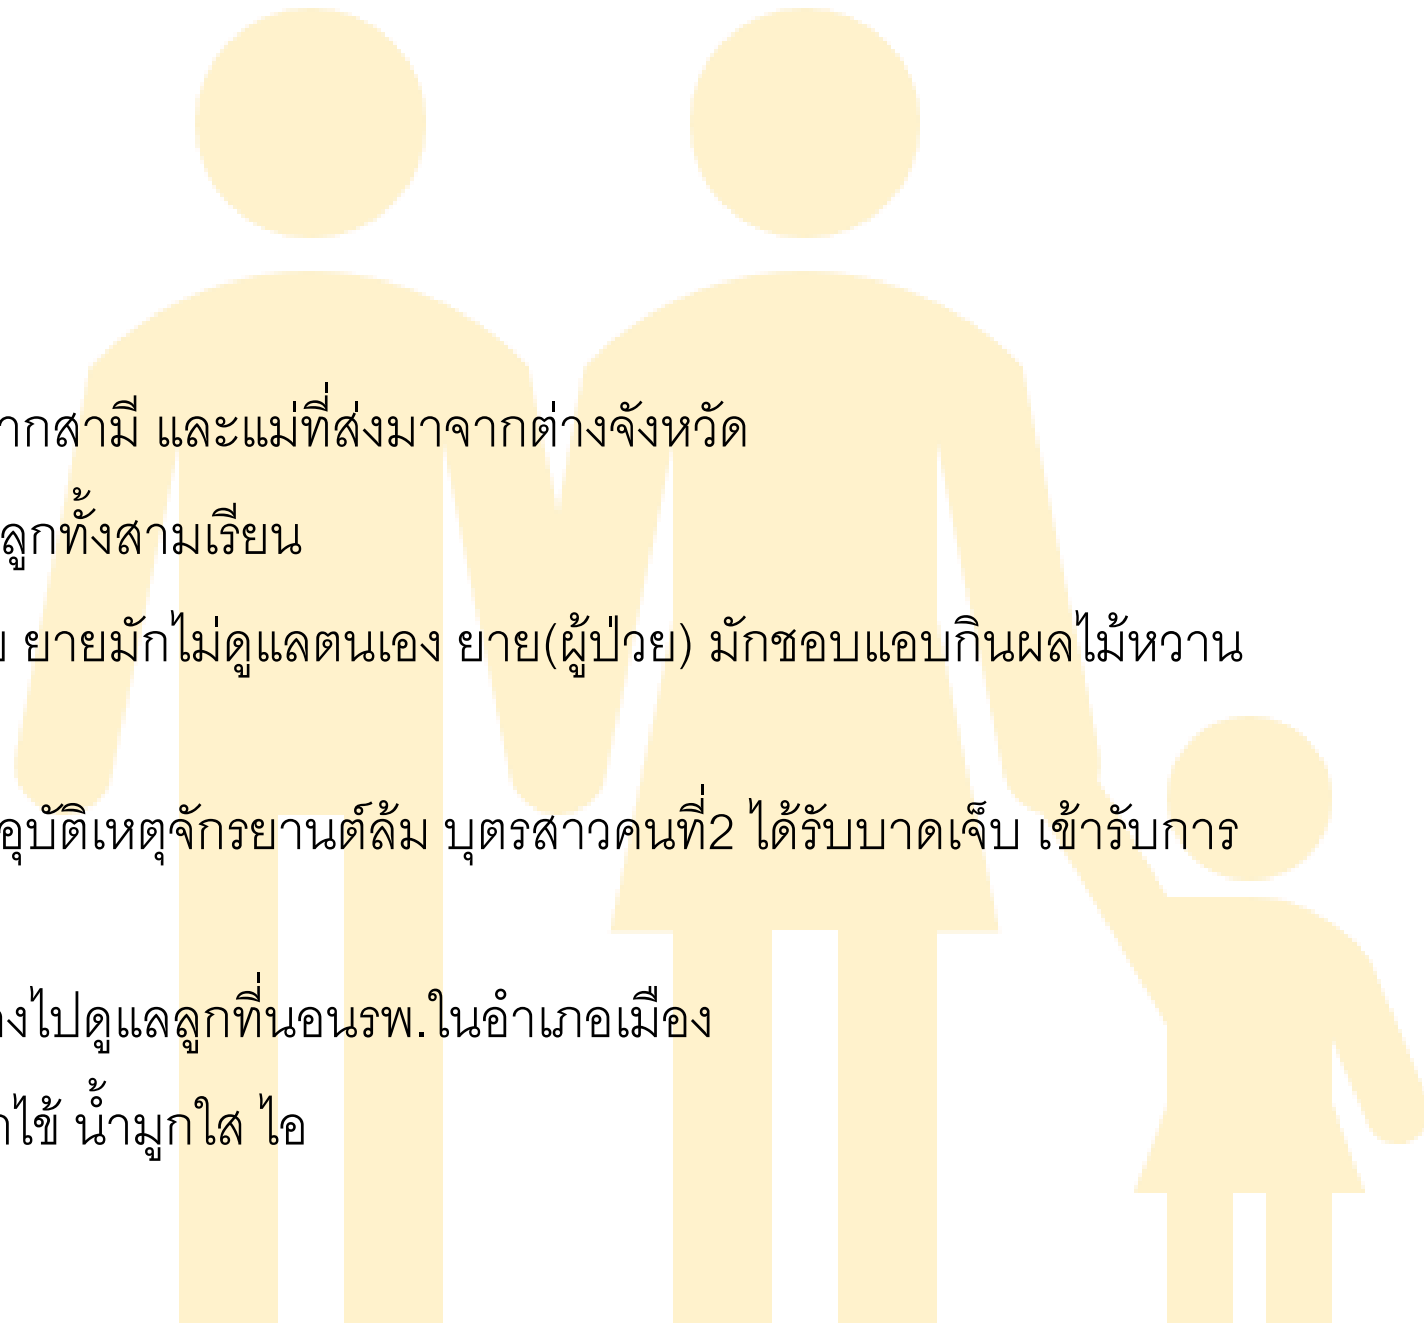 ากสามี และแม่ที่ส่งมาจากต่างจังหวัด
ลูกทั้งสามเรียน
ยายมักไม่ดูแลตนเอง ยาย(ผู้ป่วย) มักชอบแอบกินผลไม้หวาน
อุบัติเหตุจักรยานต์ล้ม บุตรสาวคนที่2 ได้รับบาดเจ็บ เข้ารับการ
งไปดูแลลูกที่นอนรพ.ในอำเภอเมือง
ไข้ น้ำมูกใส ไอ